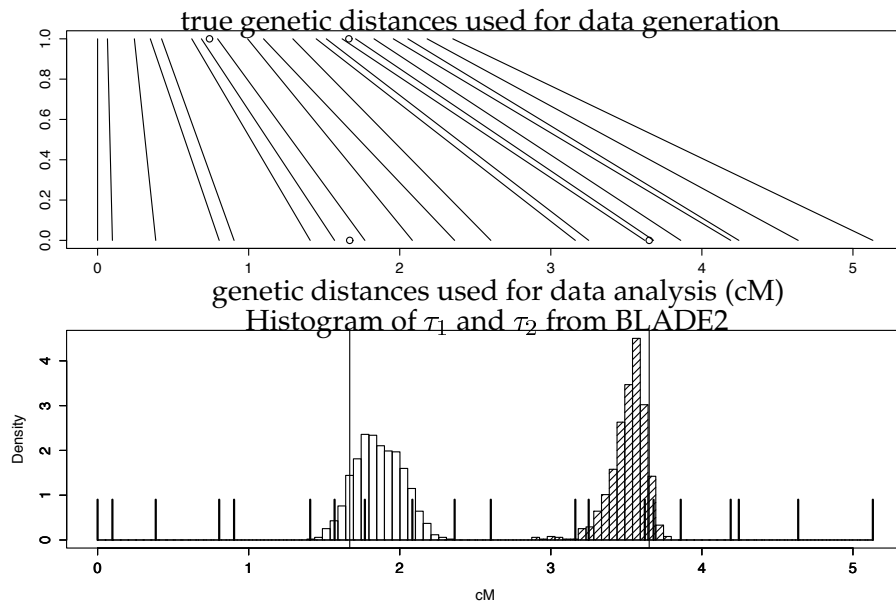 true genetic distances used for data generation
1.0
0.8
0.6
0.4
0.2
0.0
0 1 2 3 4 5
genetic distances used for data analysis (cM)
Histogram of τ₁ and τ₂ from BLADE2
Density
4
3
2
1
0
0 1 2 3 4 5
cM